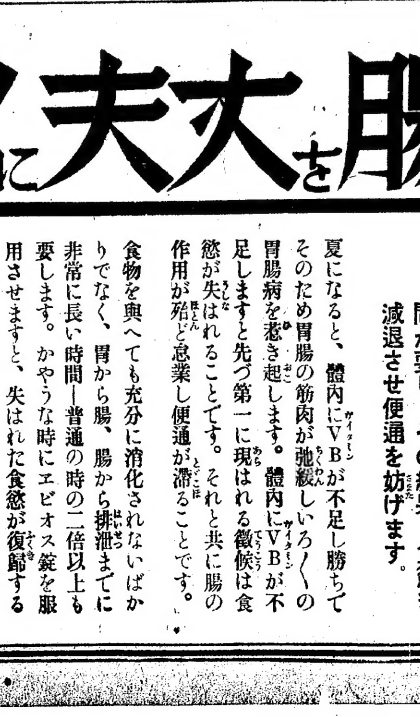 腸を大丈夫に
減退させ便通を妨げます。
夏になると、體內にVBが不足し勝ちで
そのため胃腸の筋肉が弛緩しいろ〱の
胃腸病を惹き起します。體內にVBが不
足しますと先づ第一に現はれる徵候は食
慾が失はれることです。それと共に腸の
作用が殆ど怠業し便通が滯ることです。
食物を與へても充分に消化されないばか
りでなく、胃から腸、腸から排泄までに
非常に長い時間—普通の時の二倍以上も
要します。かやうな時にエビオス錠を服
用させますと、失はれた食慾が復歸する